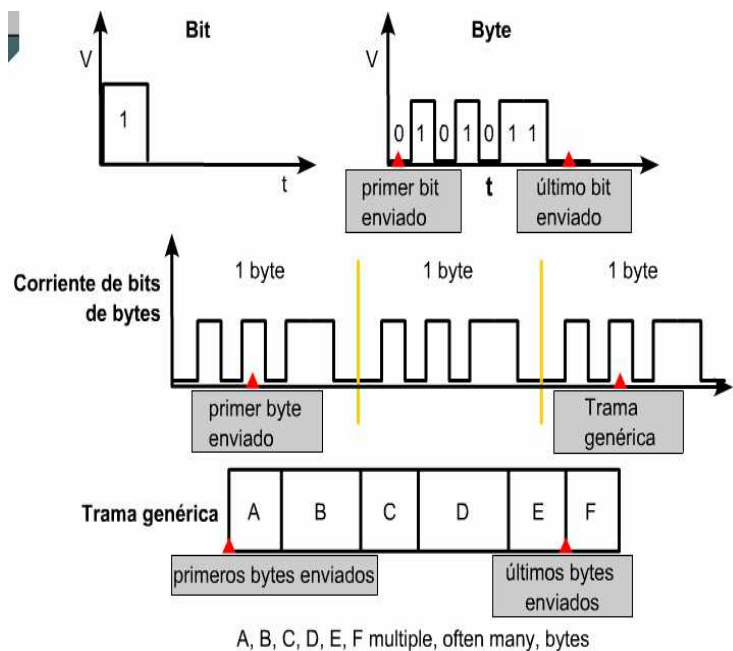 Bit
V
1
t
Byte
V
0 1 0 1 0 1 1
t
primer bit
enviado
último bit
enviado
Corriente de bits
de bytes
1 byte
1 byte
1 byte
primer byte
enviado
Trama
genérica
Trama genérica
A B C D E F
primeros bytes enviados
últimos bytes
enviados
A, B, C, D, E, F multiple, often many, bytes